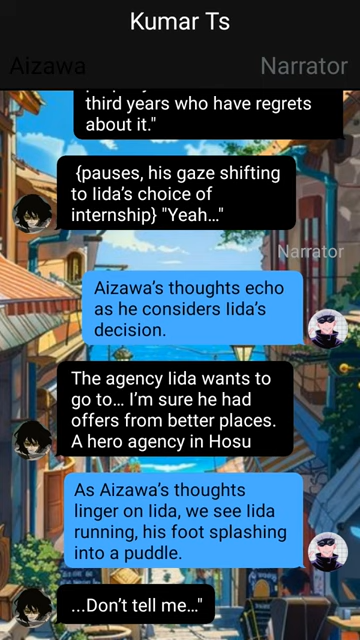 Kumar Ts
Aizawa
Narrator
third years who have regrets
about it."
{pauses, his gaze shifting
to Iida’s choice of
internship} "Yeah…"
Narrator
Aizawa’s thoughts echo
as he considers Iida’s
decision.
The agency Iida wants to
go to… I’m sure he had
offers from better places.
A hero agency in Hosu
As Aizawa’s thoughts
linger on Iida, we see Iida
running, his foot splashing
into a puddle.
...Don’t tell me…"